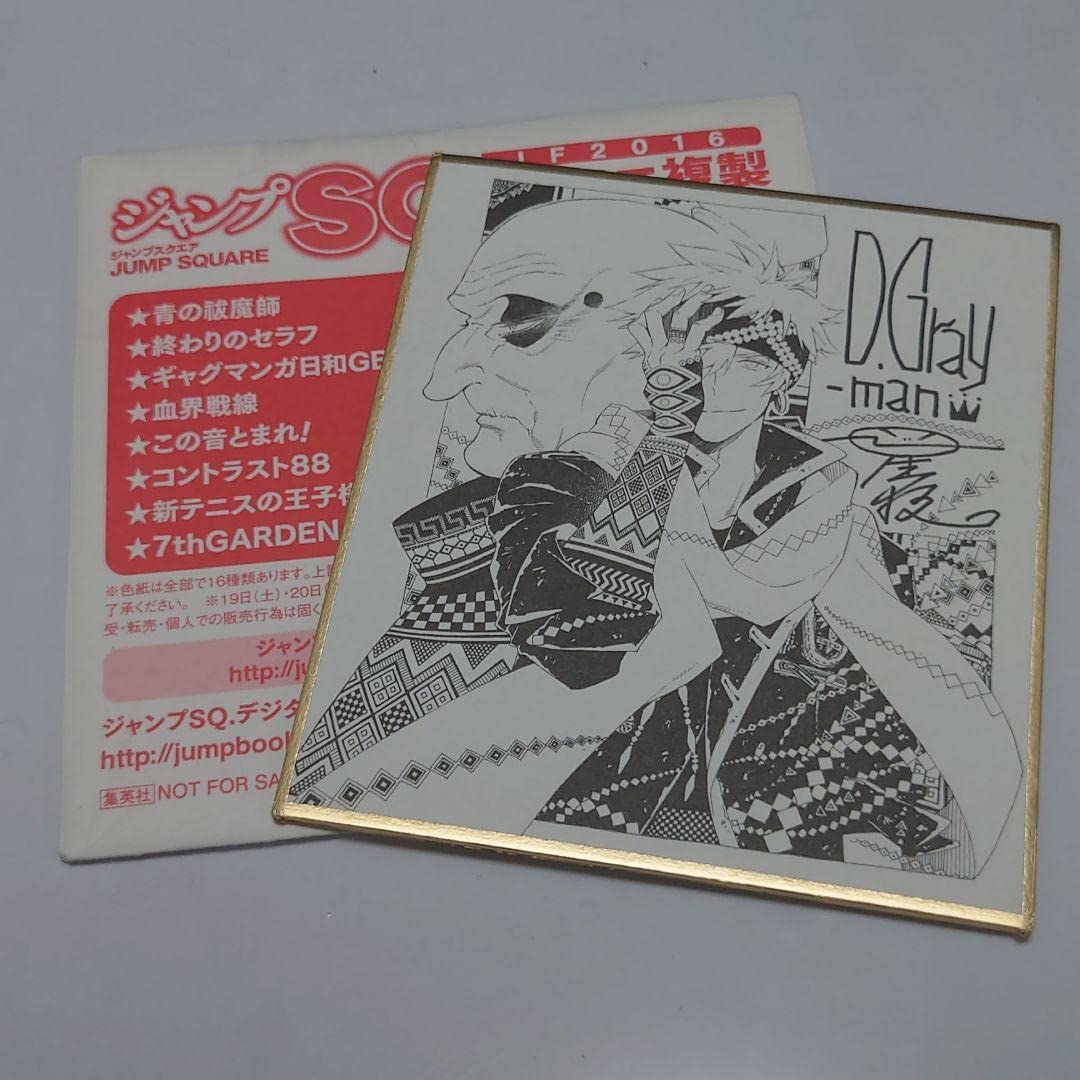 JF2016
複製
ジャンプSQ
ジャンプスクエア
JUMP SQUARE
★青の祓魔師
★終わりのセラフ
★ギャグマンガ日和GB
★血界戦線
★この音とまれ!
★コントラスト88
★新テニスの王子様
★7thGARDEN
※色紙は全部で16種類あります。上記
了承ください。 ※19日(土)・20日(
受・転売・個人での販売行為は固く
ジャン
http://ju
ジャンプSQ.デジタ
http://jumpbook
集英社 NOT FOR SA
D.Gray
-man